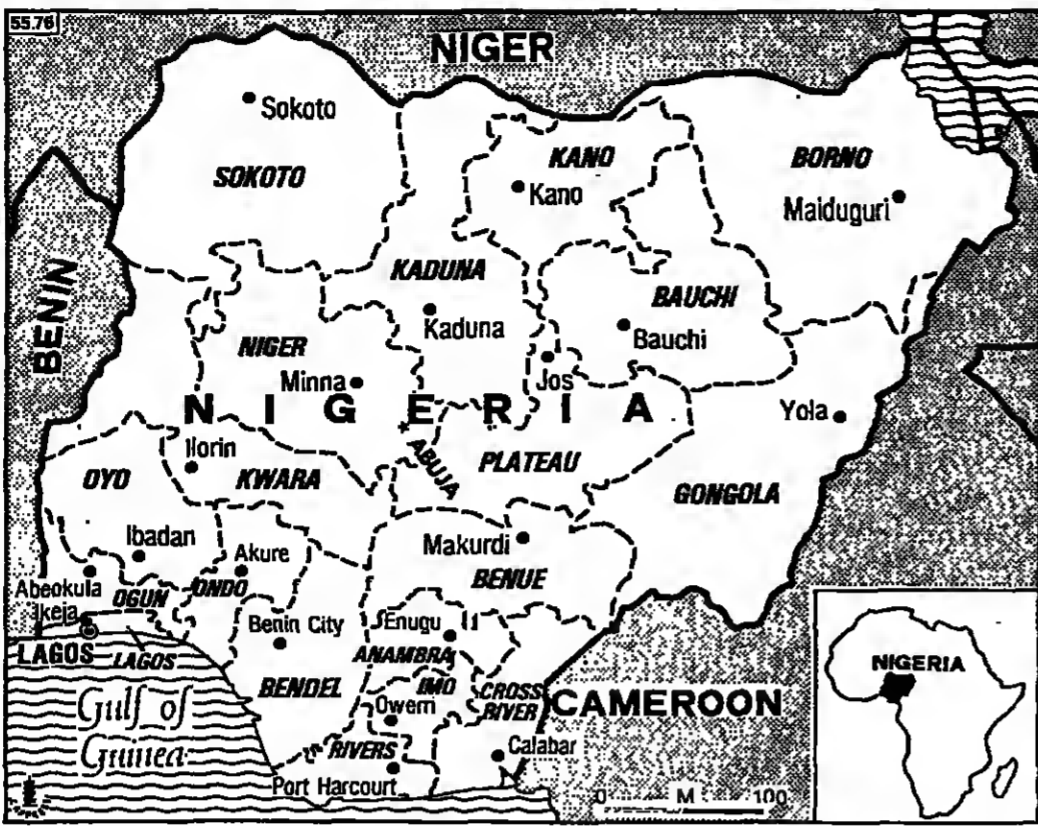 55.76
NIGER
Sokoto
SOKOTO
KANO
Kano
BORNO
Maiduguri
KADUNA
Kaduna
BAUCHI
Bauchi
BENIN
NIGER
Minna
Jos
NIGERIA
Yola
ABUJA
Ilorin
OYO
KWARA
PLATEAU
GONGOLA
Ibadan
Akure
Makurdi
BENUE
Abeokula
OGUN
ONDO
Ikeja
Benin City
Enugu
LAGOS
LAGOS
ANAMBRA
BENDEL
IMO
CROSS
RIVER
Owerri
CAMEROON
Gulf of
Guinea
RIVERS
Calabar
Port Harcourt
0 M 100
NIGERIA